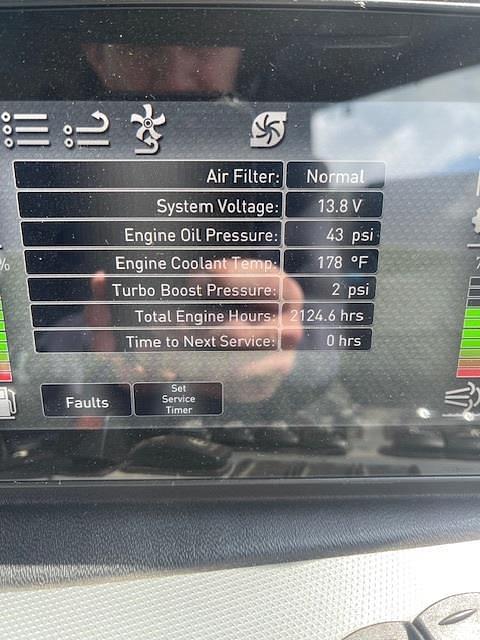 Air Filter: Normal
System Voltage: 13.8 V
Engine Oil Pressure: 43 psi
Engine Coolant Temp: 178 °F
Turbo Boost Pressure: 2 psi
Total Engine Hours: 2124.6 hrs
Time to Next Service: 0 hrs
%
Faults
Set
Service
Timer